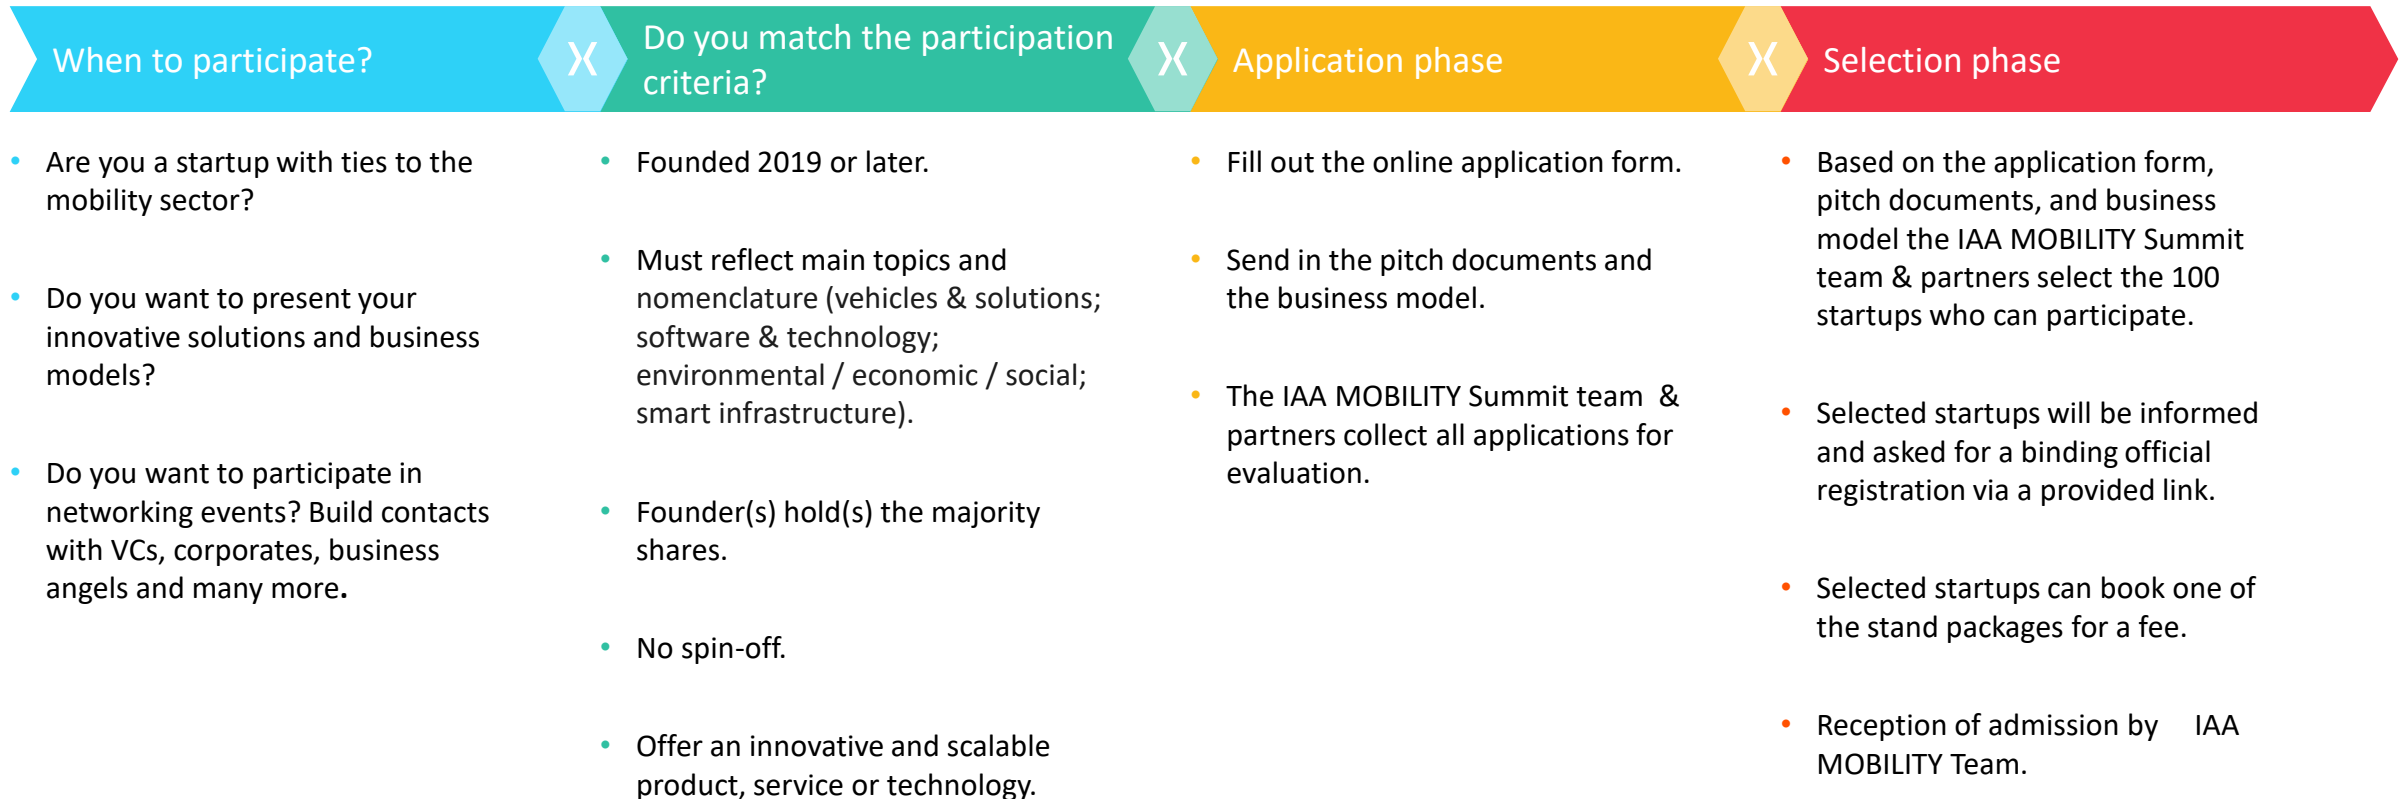 When to participate?
Do you match the participation
criteria?
Application phase
Selection phase
• Are you a startup with ties to the
mobility sector?
• Do you want to present your
innovative solutions and business
models?
• Do you want to participate in
networking events? Build contacts
with VCs, corporates, business
angels and many more.
• Founded 2019 or later.
• Must reflect main topics and
nomenclature (vehicles & solutions;
software & technology;
environmental / economic / social;
smart infrastructure).
• Founder(s) hold(s) the majority
shares.
• No spin-off.
• Offer an innovative and scalable
product, service or technology.
• Fill out the online application form.
• Send in the pitch documents and
the business model.
• The IAA MOBILITY Summit team & 
partners collect all applications for
evaluation.
• Based on the application form,
pitch documents, and business
model the IAA MOBILITY Summit
team & partners select the 100
startups who can participate.
• Selected startups will be informed
and asked for a binding official
registration via a provided link.
• Selected startups can book one of
the stand packages for a fee.
• Reception of admission by IAA
MOBILITY Team.